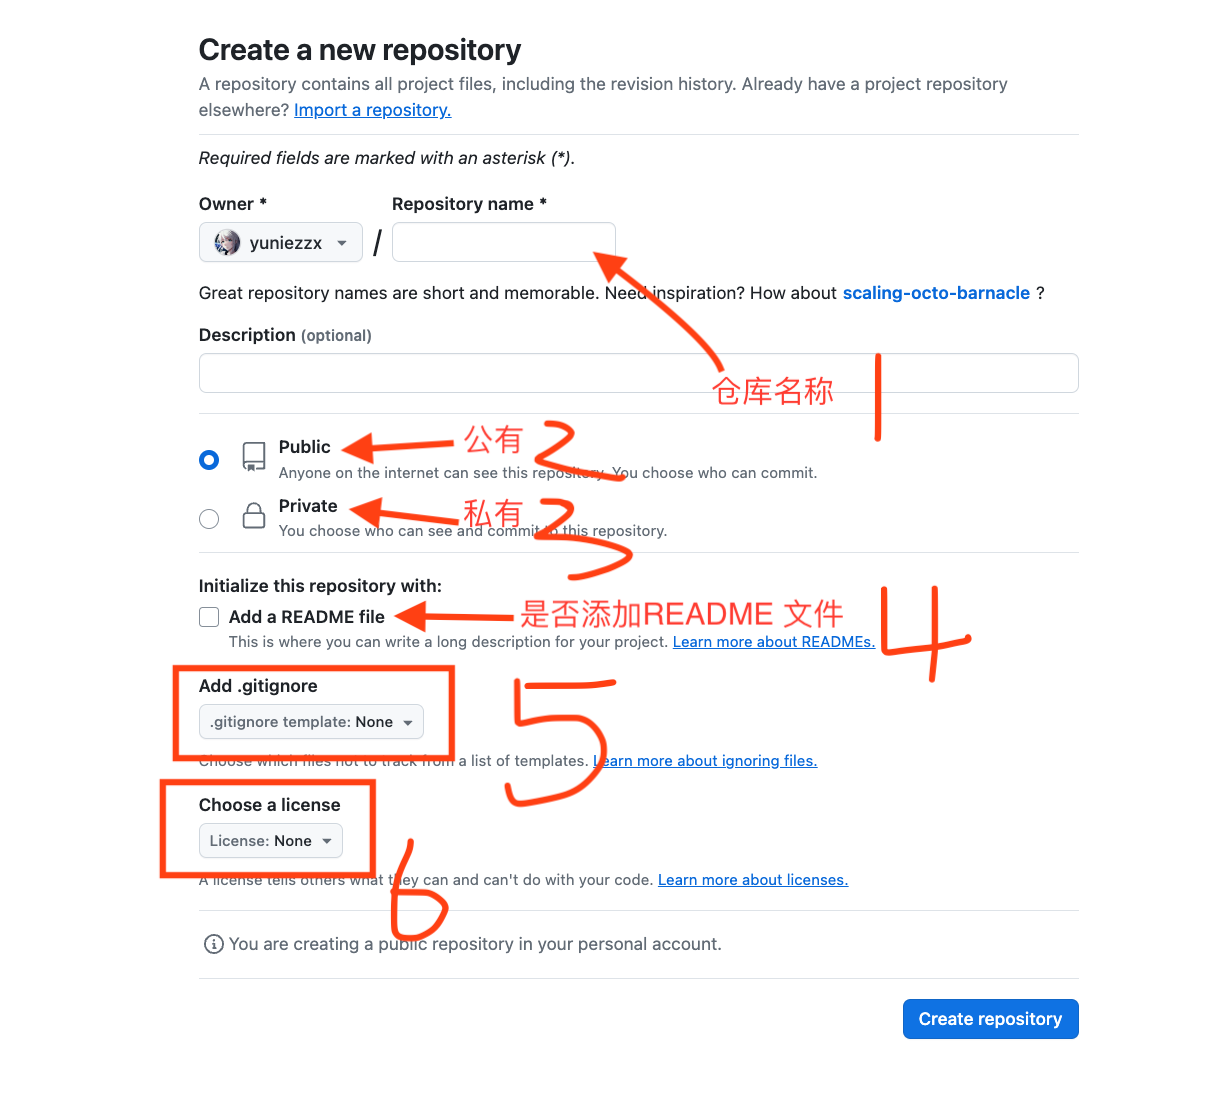 Create a new repository
A repository contains all project files, including the revision history. Already have a project repository
elsewhere? Import a repository.
Required fields are marked with an asterisk (*).
Owner * Repository name *
yuniezzx /
Great repository names are short and memorable. Need inspiration? How about scaling-octo-barnacle ?
Description (optional)
仓库名称 1
Public 公有 2
Anyone on the internet can see this repository. You choose who can commit.
Private 私有 3
You choose who can see and commit to this repository.
Initialize this repository with:
Add a README file 是否添加README 文件 4
This is where you can write a long description for your project. Learn more about READMEs.
Add .gitignore 5
.gitignore template: None
Choose which files not to track from a list of templates. Learn more about ignoring files.
Choose a license
License: None 6
A license tells others what they can and can't do with your code. Learn more about licenses.
You are creating a public repository in your personal account.
Create repository